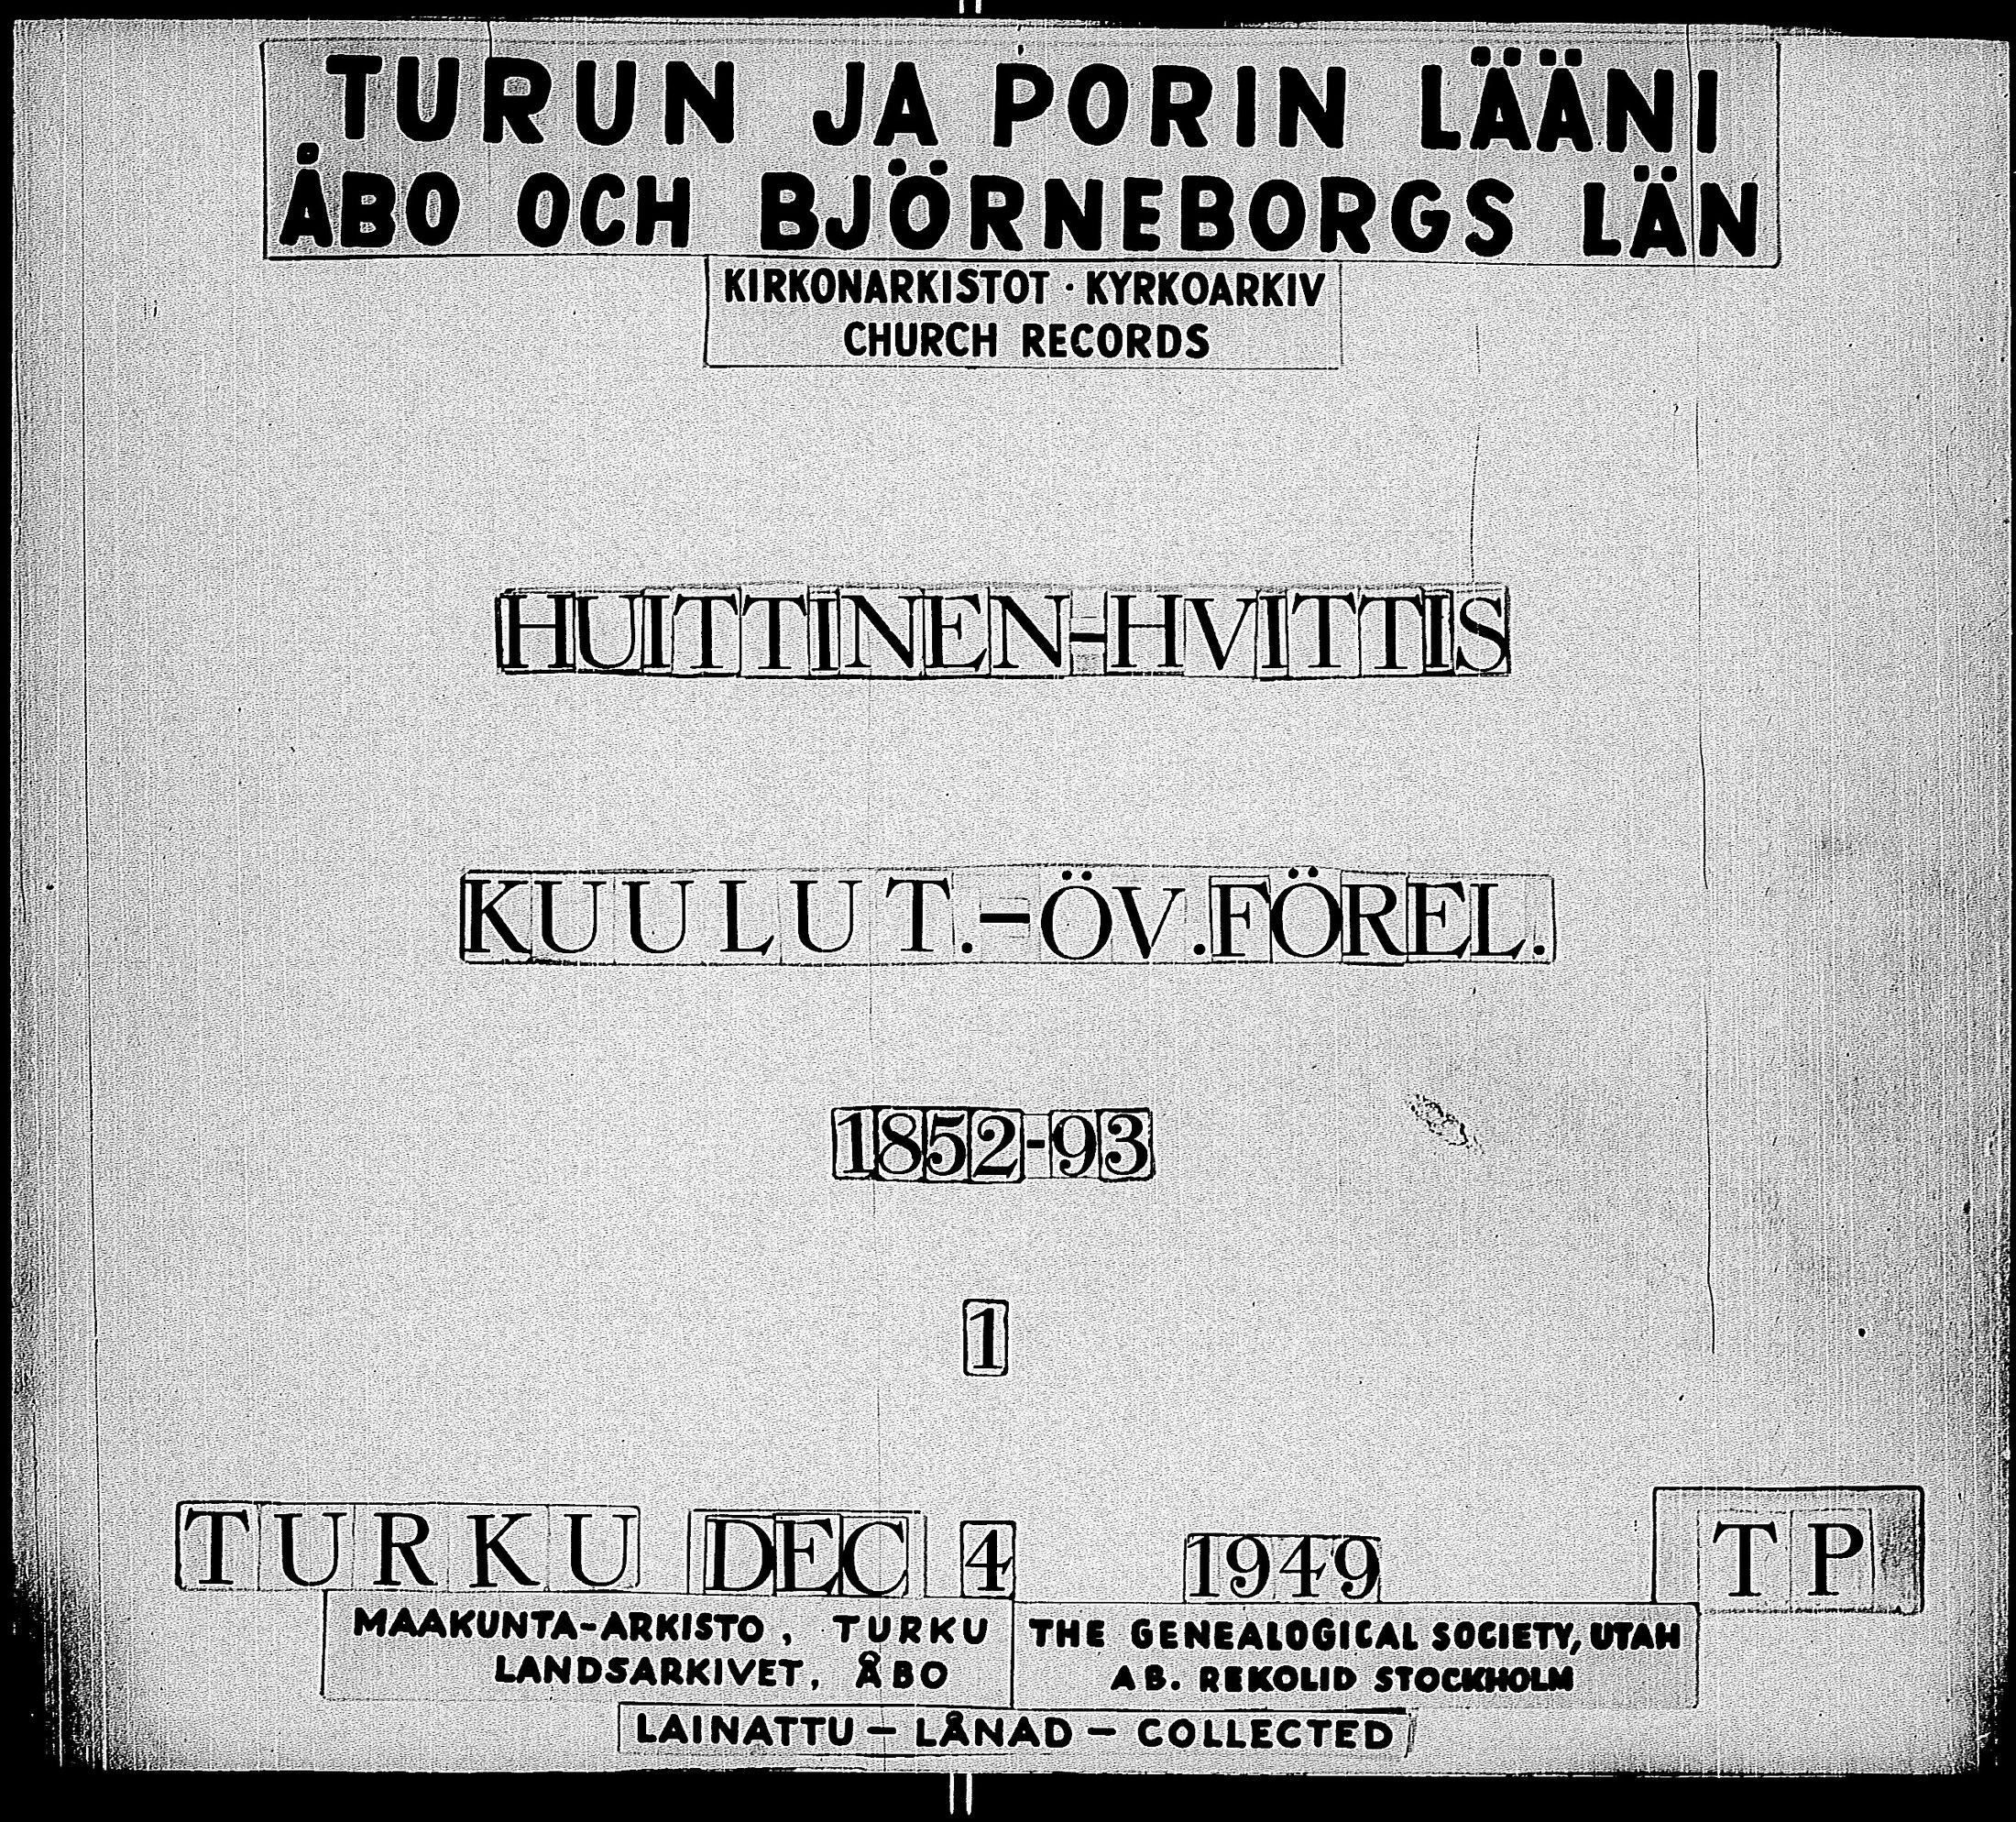 TURUN JA PORIN LÄÄNI
ÅBO OCH BJÖRNEBORGS LÄN
KIRKONARKISTOT · KYRKOARKIV
CHURCH RECORDS
HUITTINEN-HVITTIS
KUULUT.-ÖV.FÖREL.
1852-93
1
TURKU DEC 4 1949 TP
MAAKUNTA-ARKISTO, TURKU
LANDSARKIVET, ÅBO
THE GENEALOGICAL SOCIETY, UTAH
AB. REKOLID STOCKHOLM
LAINATTU - LÅNAD - COLLECTED